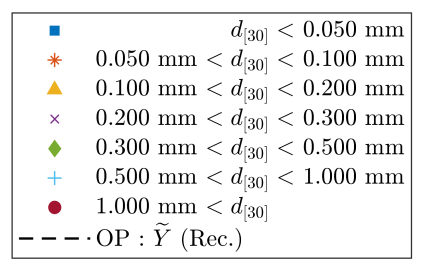 d[30] < 0.050 mm
0.050 mm < d[30] < 0.100 mm
0.100 mm < d[30] < 0.200 mm
0.200 mm < d[30] < 0.300 mm
0.300 mm < d[30] < 0.500 mm
0.500 mm < d[30] < 1.000 mm
1.000 mm < d[30]
OP : Ỹ (Rec.)